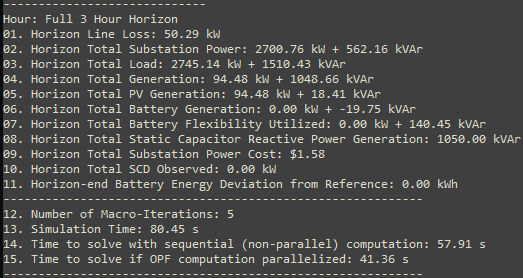 ------------------------------
Hour: Full 3 Hour Horizon
01. Horizon Line Loss: 50.29 kW
02. Horizon Total Substation Power: 2700.76 kW + 562.16 kVAr
03. Horizon Total Load: 2745.14 kW + 1510.43 kVAr
04. Horizon Total Generation: 94.48 kW + 1048.66 kVAr
05. Horizon Total PV Generation: 94.48 kW + 18.41 kVAr
06. Horizon Total Battery Generation: 0.00 kW + -19.75 kVAr
07. Horizon Total Battery Flexibility Utilized: 0.00 kW + 140.45 kVAr
08. Horizon Total Static Capacitor Reactive Power Generation: 1050.00 kVAr
09. Horizon Total Substation Power Cost: $1.58
10. Horizon Total SCD Observed: 0.00 kW
11. Horizon-end Battery Energy Deviation from Reference: 0.00 kWh
------------------------------------------------------------
12. Number of Macro-Iterations: 5
13. Simulation Time: 80.45 s
14. Time to solve with sequential (non-parallel) computation: 57.91 s
15. Time to solve if OPF computation parallelized: 41.36 s
------------------------------------------------------------